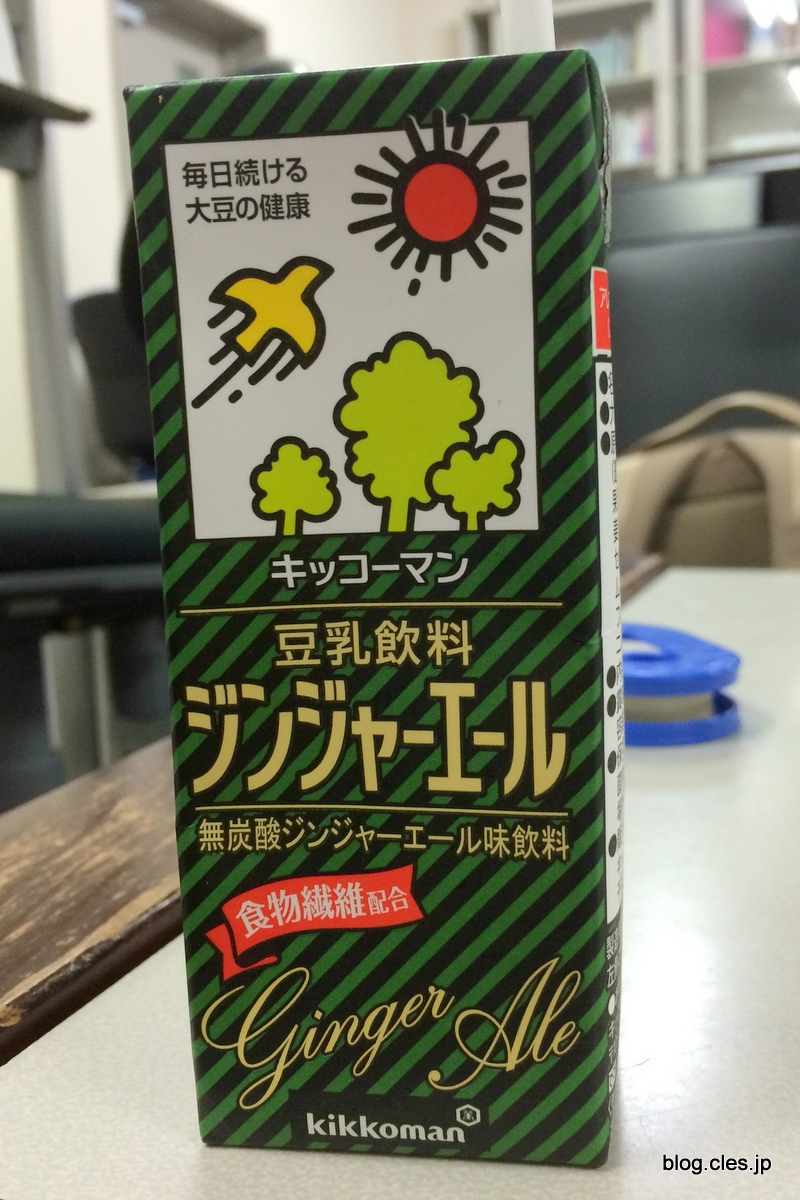 毎日続ける
大豆の健康
キッコーマン
豆乳飲料
ジンジャーエール
無炭酸ジンジャーエール味飲料
食物繊維配合
Ginger Ale
kikkoman
blog.cles.jp